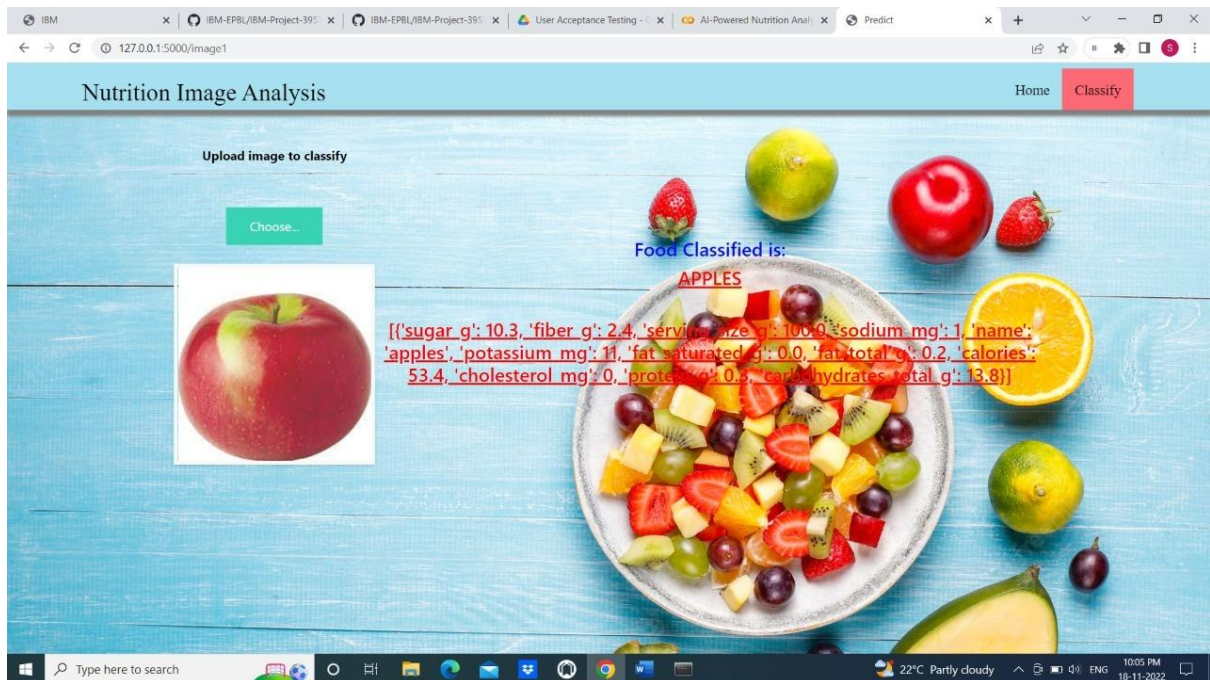 IBM
IBM-EPBL/IBM-Project-395
IBM-EPBL/IBM-Project-395
User Acceptance Testing - 
AI-Powered Nutrition Analy
Predict
127.0.0.1:5000/image1
S
Nutrition Image Analysis
Home
Classify
Upload image to classify
Choose...
Food Classified is:
APPLES
[{'sugar_g': 10.3, 'fiber_g': 2.4, 'serving_size_g': 100.0, 'sodium_mg': 1, 'name':
'apples', 'potassium_mg': 11, 'fat_saturated_g': 0.0, 'fat_total_g': 0.2, 'calories':
53.4, 'cholesterol_mg': 0, 'protein_g': 0.3, 'carbohydrates_total_g': 13.8}]
Type here to search
22°C Partly cloudy
ENG
10:05 PM
18-11-2022